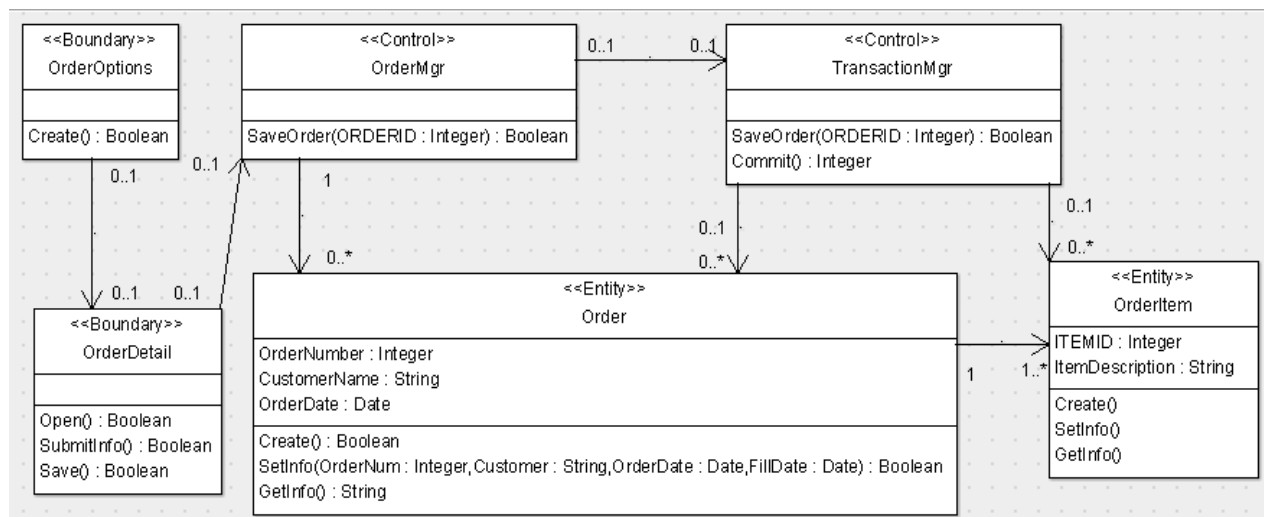 <<Boundary>>
OrderOptions
Create() : Boolean
0..1
0..1
<<Boundary>>
OrderDetail
Open() : Boolean
SubmitInfo() : Boolean
Save() : Boolean
0..1
0..1
<<Control>>
OrderMgr
SaveOrder(ORDERID : Integer) : Boolean
0..1
0..1
<<Control>>
TransactionMgr
SaveOrder(ORDERID : Integer) : Boolean
Commit() : Integer
1
0..*
0..1
0..*
0..1
0..*
<<Entity>>
Order
OrderNumber : Integer
CustomerName : String
OrderDate : Date
Create() : Boolean
SetInfo(OrderNum : Integer,Customer : String,OrderDate : Date,FillDate : Date) : Boolean
GetInfo() : String
1
1..*
<<Entity>>
OrderItem
ITEMID : Integer
ItemDescription : String
Create()
SetInfo()
GetInfo()